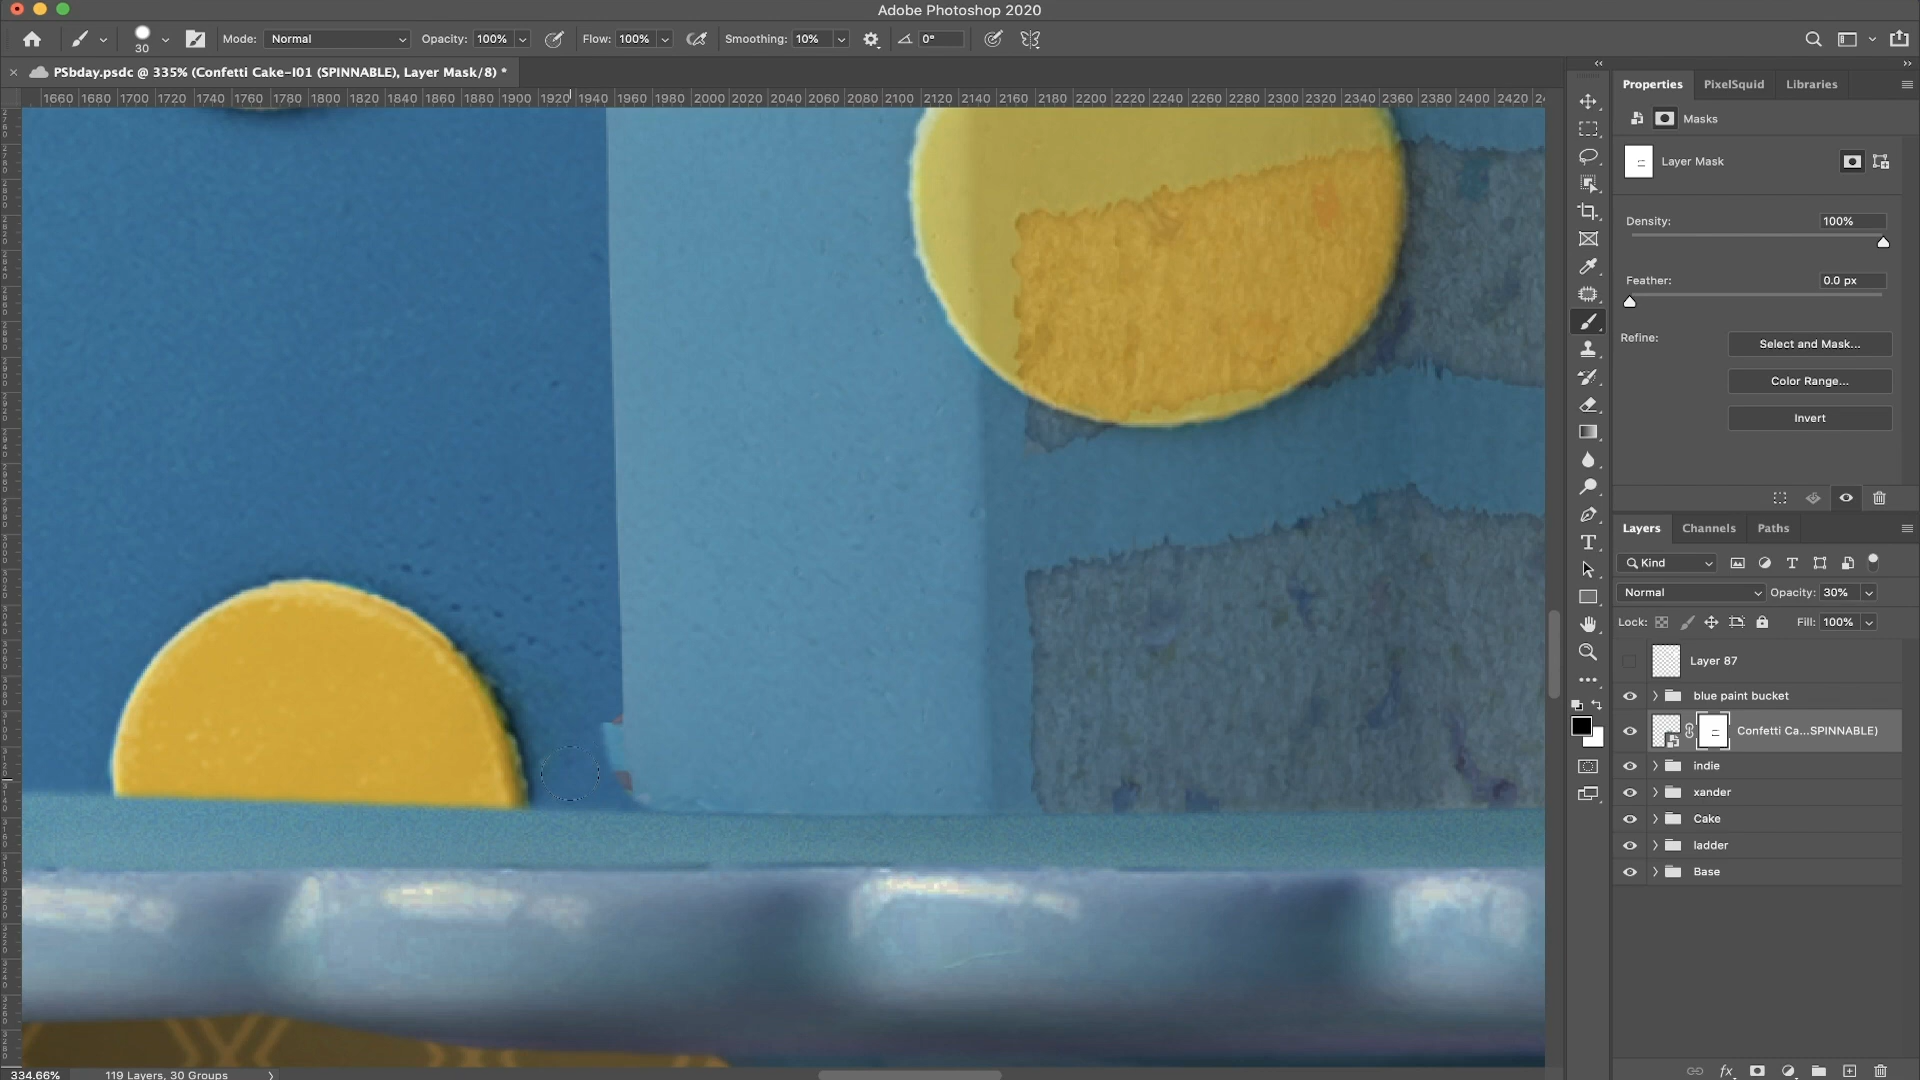 Adobe Photoshop 2020
30
Mode: Normal
Opacity: 100%
Flow: 100%
Smoothing: 10%
0°
PSbday.psdc @ 335% (Confetti Cake-I01 (SPINNABLE), Layer Mask/8) *
1660 1680 1700 1720 1740 1760 1780 1800 1820 1840 1860 1880 1900 1920 1940 1960 1980 2000 2020 2040 2060 2080 2100 2120 2140 2160 2180 2200 2220 2240 2260 2280 2300 2320 2340 2360 2380 2400 2420
Properties PixelSquid Libraries
Masks
Layer Mask
Density: 100%
Feather: 0.0 px
Refine:
Select and Mask...
Color Range...
Invert
Layers Channels Paths
Kind
Normal Opacity: 30%
Lock: Fill: 100%
Layer 87
blue paint bucket
Confetti Ca...SPINNABLE)
indie
xander
Cake
ladder
Base
fx
334.66% 119 Layers, 30 Groups